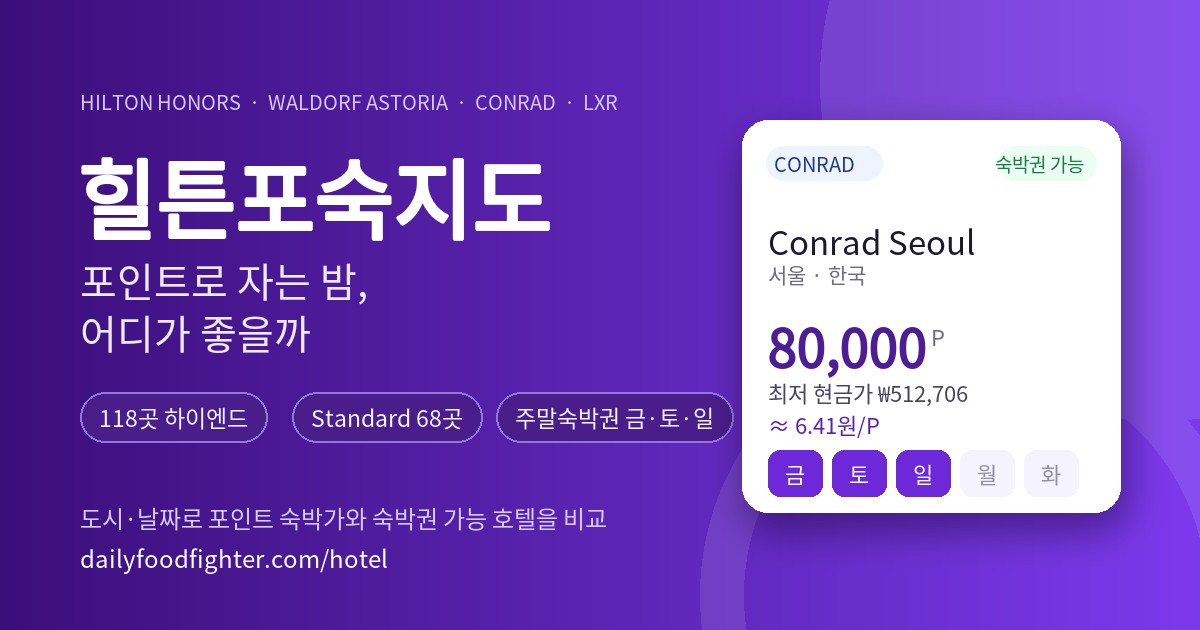 HILTON HONORS · WALDORF ASTORIA · CONRAD · LXR
힐튼포숙지도
포인트로 자는 밤,
어디가 좋을까
118곳 하이엔드
Standard 68곳
주말숙박권 금·토·일
도시·날짜로 포인트 숙박가와 숙박권 가능 호텔을 비교
dailyfoodfighter.com/hotel
CONRAD
숙박권 가능
Conrad Seoul
서울 · 한국
80,000 P
최저 현금가 ₩512,706
≈ 6.41원/P
금 토 일 월 화